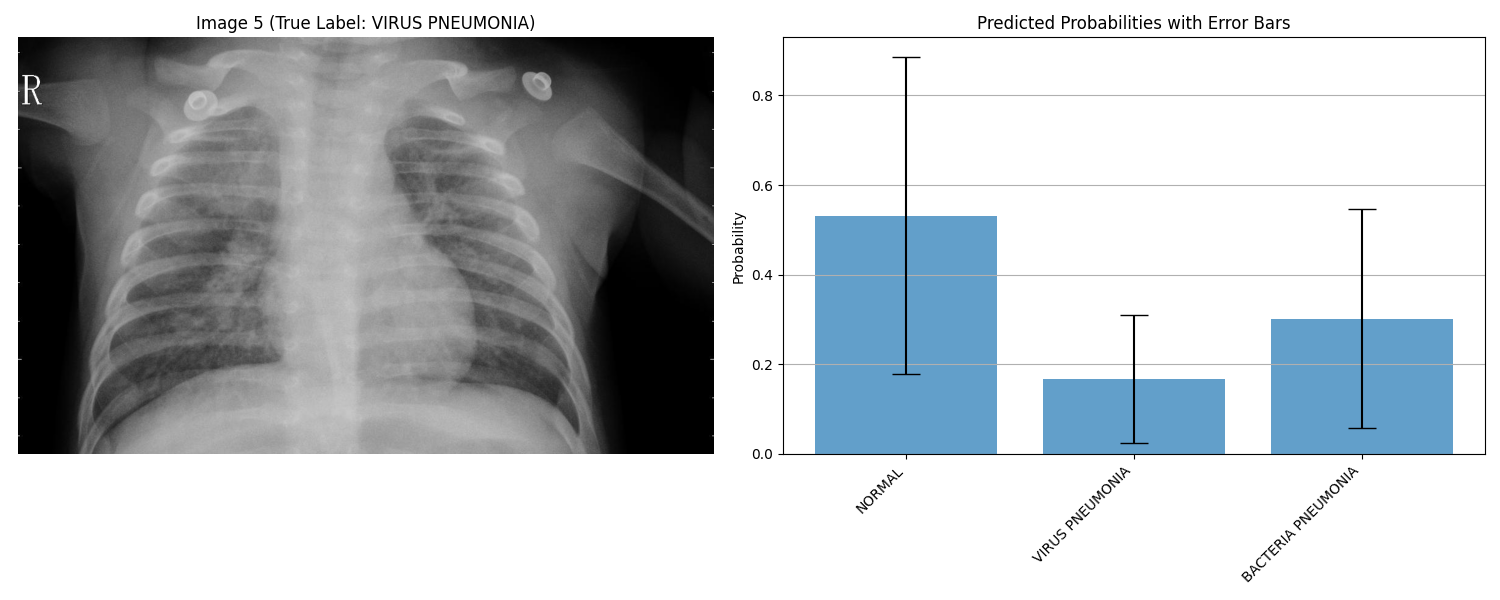 Image 5 (True Label: VIRUS PNEUMONIA)
R
Predicted Probabilities with Error Bars
Probability
0.8
0.6
0.4
0.2
0.0
NORMAL
VIRUS PNEUMONIA
BACTERIA PNEUMONIA